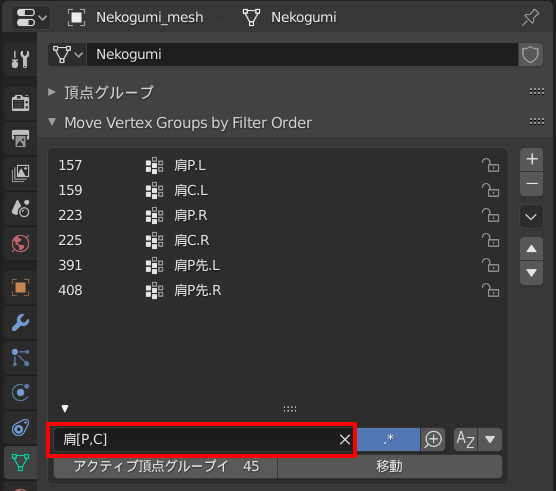 Nekogumi_mesh Nekogumi
Nekogumi
頂点グループ
Move Vertex Groups by Filter Order
157 肩P.L
159 肩C.L
223 肩P.R
225 肩C.R
391 肩P先.L
408 肩P先.R
肩[P,C] .* AZ
アクティブ頂点グループイ 45 移動